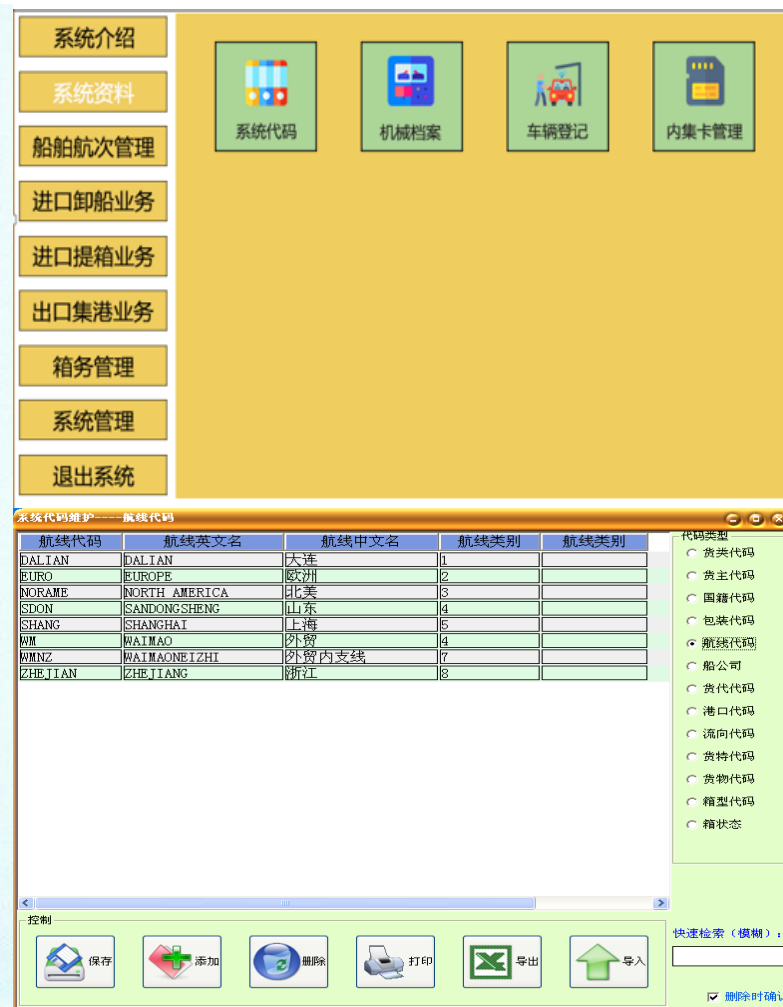 系统介绍
系统资料
船舶航次管理
进口卸船业务
进口提箱业务
出口集港业务
箱务管理
系统管理
退出系统
系统代码
机械档案
车辆登记
内集卡管理
系统代码维护----航线代码
航线代码 航线英文名 航线中文名 航线类别 航线类别
DALIAN DALIAN 大连 1
EURO EUROPE 欧洲 2
NORAME NORTH AMERICA 北美 3
SDON SANDONGSHENG 山东 4
SHANG SHANGHAI 上海 5
WM WAIMAO 外贸 4
WMNZ WAIMAONEIZHI 外贸内支线 7
ZHEJIAN ZHEJIANG 浙江 8
代码类型
货类代码
货主代码
国籍代码
包装代码
航线代码
船公司
货代代码
港口代码
流向代码
货特代码
货物代码
箱型代码
箱状态
控制
保存
添加
删除
打印
导出
导入
快速检索（模糊）：
删除时确认